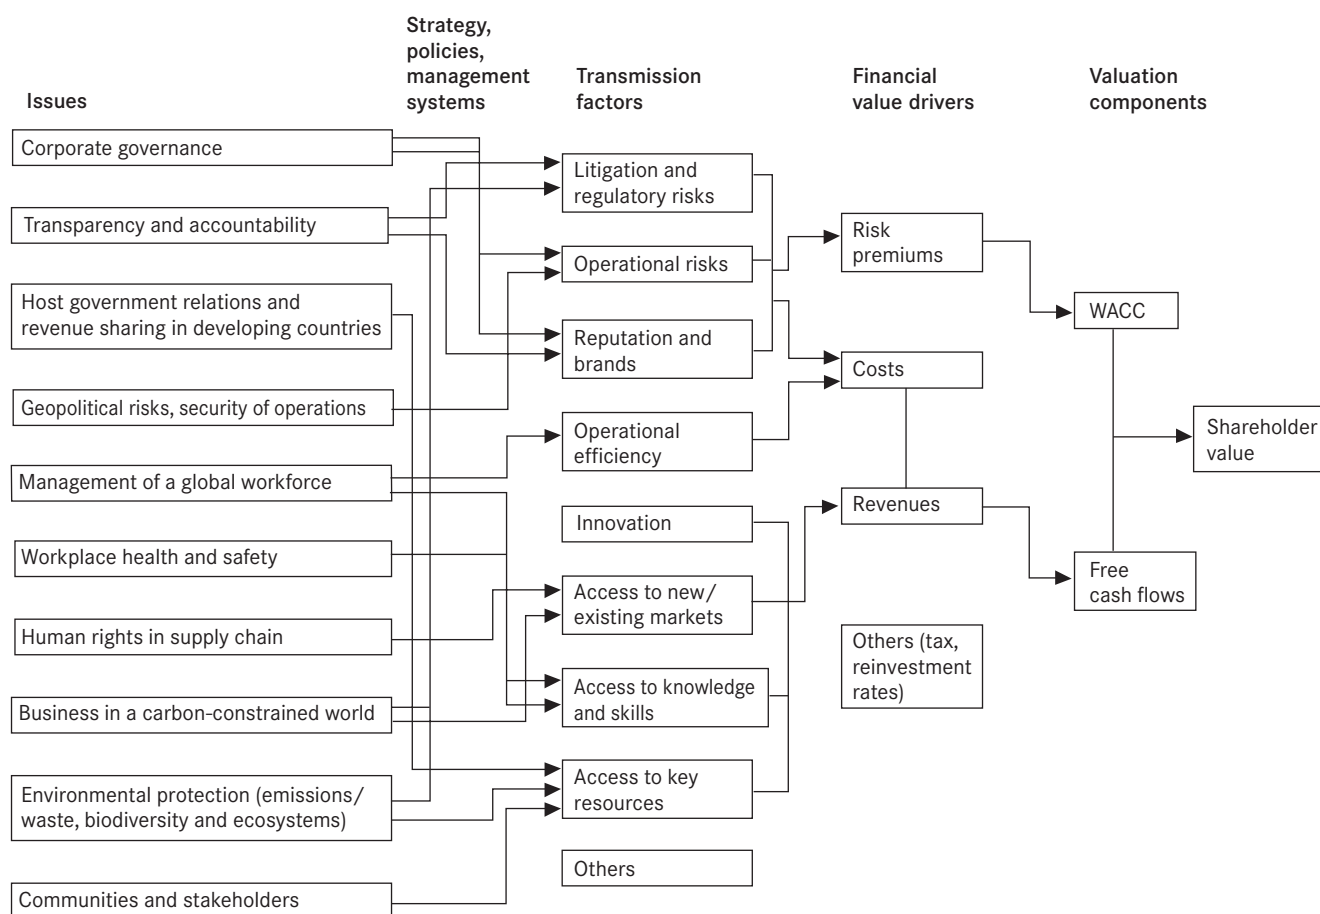 Strategy,
policies,
management
systems
Issues
Transmission
factors
Financial
value drivers
Valuation
components
Corporate governance
Transparency and accountability
Host government relations and
revenue sharing in developing countries
Geopolitical risks, security of operations
Management of a global workforce
Workplace health and safety
Human rights in supply chain
Business in a carbon-constrained world
Environmental protection (emissions/
waste, biodiversity and ecosystems)
Communities and stakeholders
Litigation and
regulatory risks
Operational risks
Reputation and
brands
Operational
efficiency
Innovation
Access to new/
existing markets
Access to knowledge
and skills
Access to key
resources
Others
Risk
premiums
Costs
Revenues
Others (tax,
reinvestment
rates)
WACC
Free
cash flows
Shareholder
value